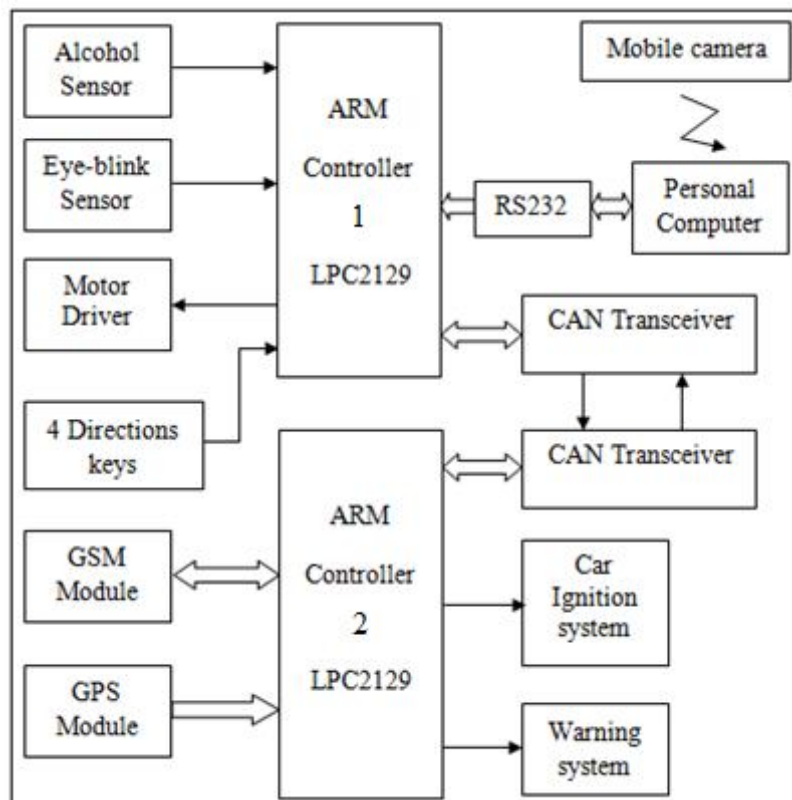 Alcohol
Sensor
Eye-blink
Sensor
Motor
Driver
4 Directions
keys
ARM
Controller
1
LPC2129
Mobile camera
RS232
Personal
Computer
CAN Transceiver
CAN Transceiver
GSM
Module
GPS
Module
ARM
Controller
2
LPC2129
Car
Ignition
system
Warning
system